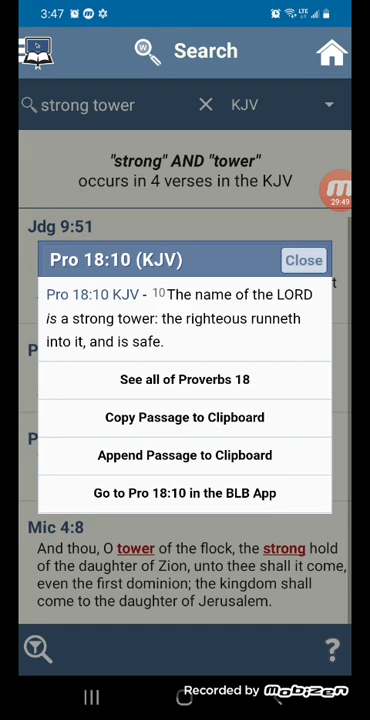 3:47
LTE
Search
strong tower
KJV
"strong" AND "tower"
occurs in 4 verses in the KJV
29:49
Jdg 9:51
Pro 18:10 (KJV)
Close
Pro 18:10 KJV - 10 The name of the LORD
is a strong tower: the righteous runneth
into it, and is safe.
See all of Proverbs 18
Copy Passage to Clipboard
Append Passage to Clipboard
Go to Pro 18:10 in the BLB App
Mic 4:8
And thou, O tower of the flock, the strong hold
of the daughter of Zion, unto thee shall it come,
even the first dominion; the kingdom shall
come to the daughter of Jerusalem.
?
Recorded by Mobizen